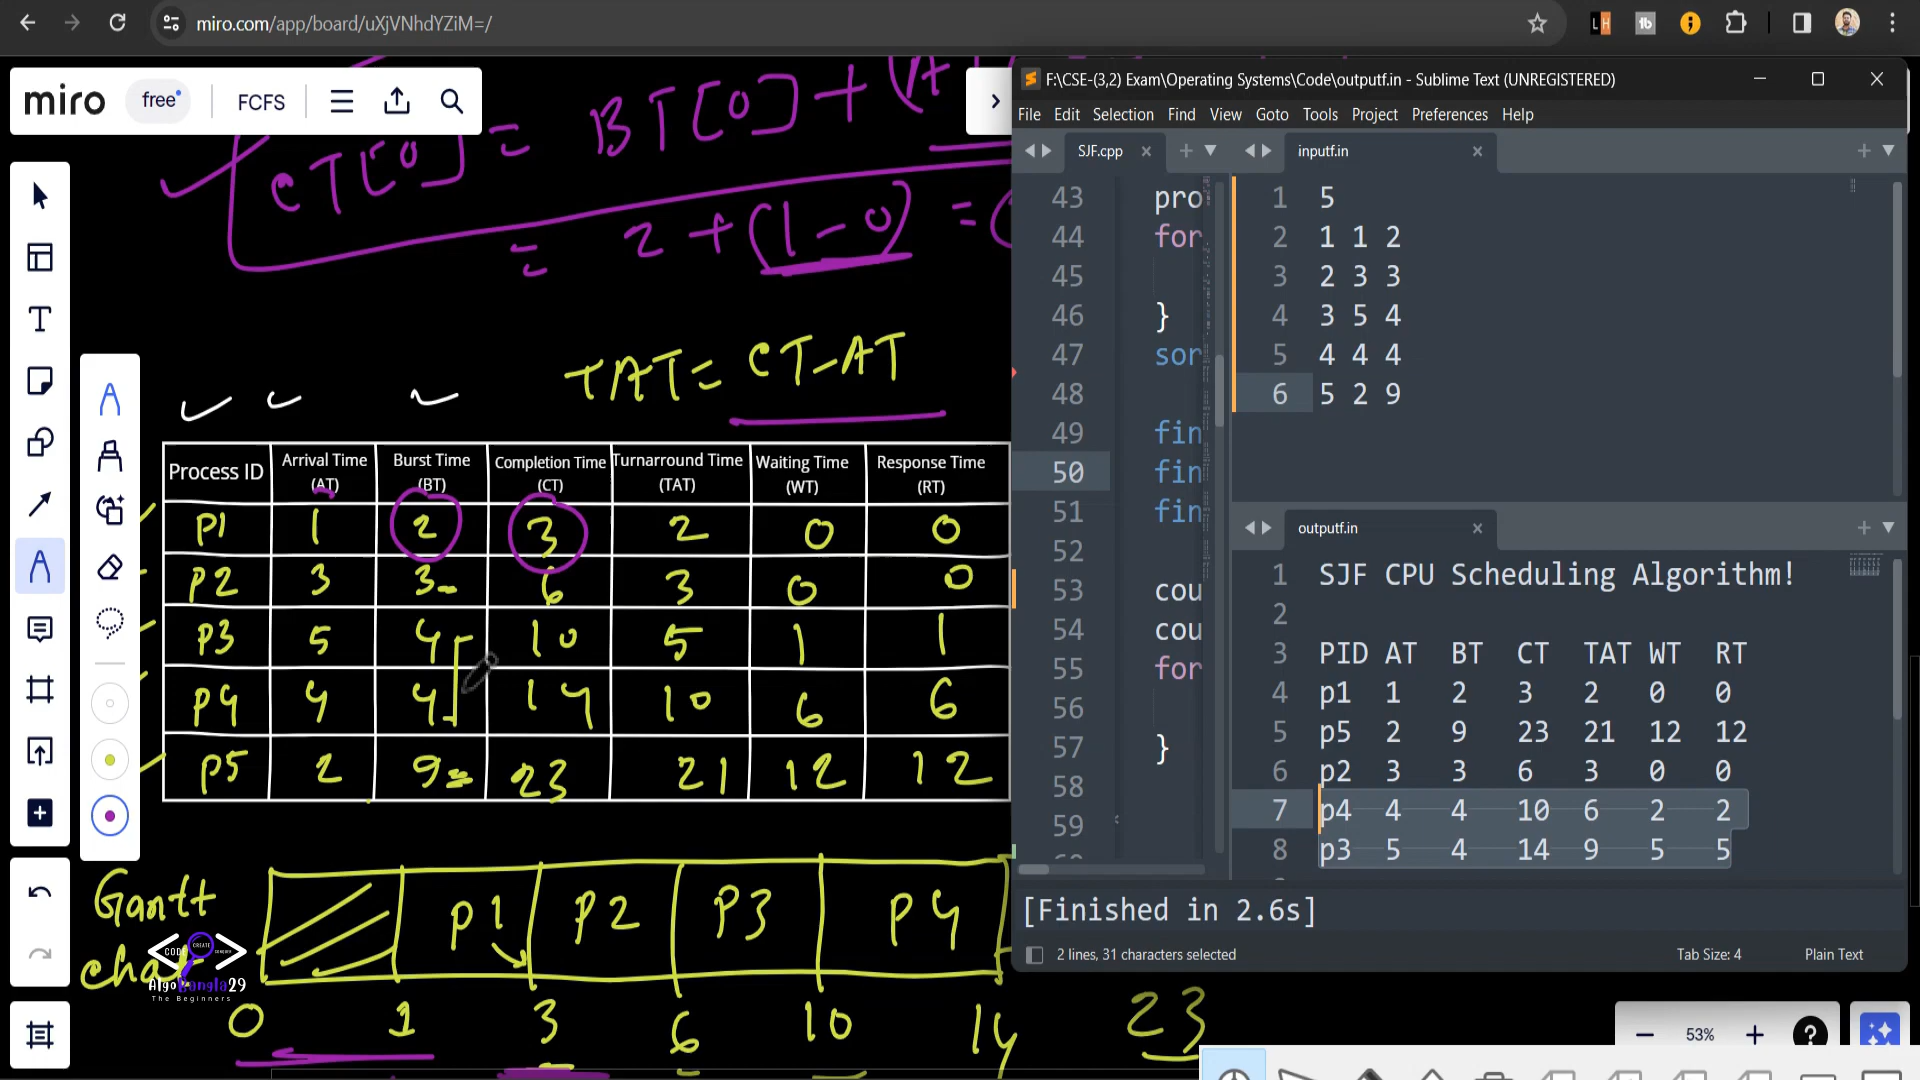 miro.com/app/board/uXjVNhdYZiM=/
miro free FCFS
CT[0] = BT[0] + (A
= 2 + (1 - 0) =
TAT = CT - AT
Process ID Arrival Time (AT) Burst Time (BT) Completion Time (CT) Turnarround Time (TAT) Waiting Time (WT) Response Time (RT)
P1 1 2 3 2 0 0
P2 3 3 6 3 0 0
P3 5 4 10 5 1 1
P4 4 4 14 10 6 6
P5 2 9 23 21 12 12
Gantt chart
P1 P2 P3 P4
0 1 3 6 10 14 23
CODE CREATE CONQUER
AlgoBangla29
The Beginners
F:\CSE-(3,2) Exam\Operating Systems\Code\outputf.in - Sublime Text (UNREGISTERED)
File Edit Selection Find View Goto Tools Project Preferences Help
SJF.cpp
43 pro
44 for
45
46 }
47 sor
48
49 fin
50 fin
51 fin
52
53 cou
54 cou
55 for
56
57 }
58
59
inputf.in
1 5
2 1 1 2
3 2 3 3
4 3 5 4
5 4 4 4
6 5 2 9
outputf.in
1 SJF CPU Scheduling Algorithm!
2
3 PID AT BT CT TAT WT RT
4 p1 1 2 3 2 0 0
5 p5 2 9 23 21 12 12
6 p2 3 3 6 3 0 0
7 p4 4 4 10 6 2 2
8 p3 5 4 14 9 5 5
[Finished in 2.6s]
2 lines, 31 characters selected Tab Size: 4 Plain Text
53%